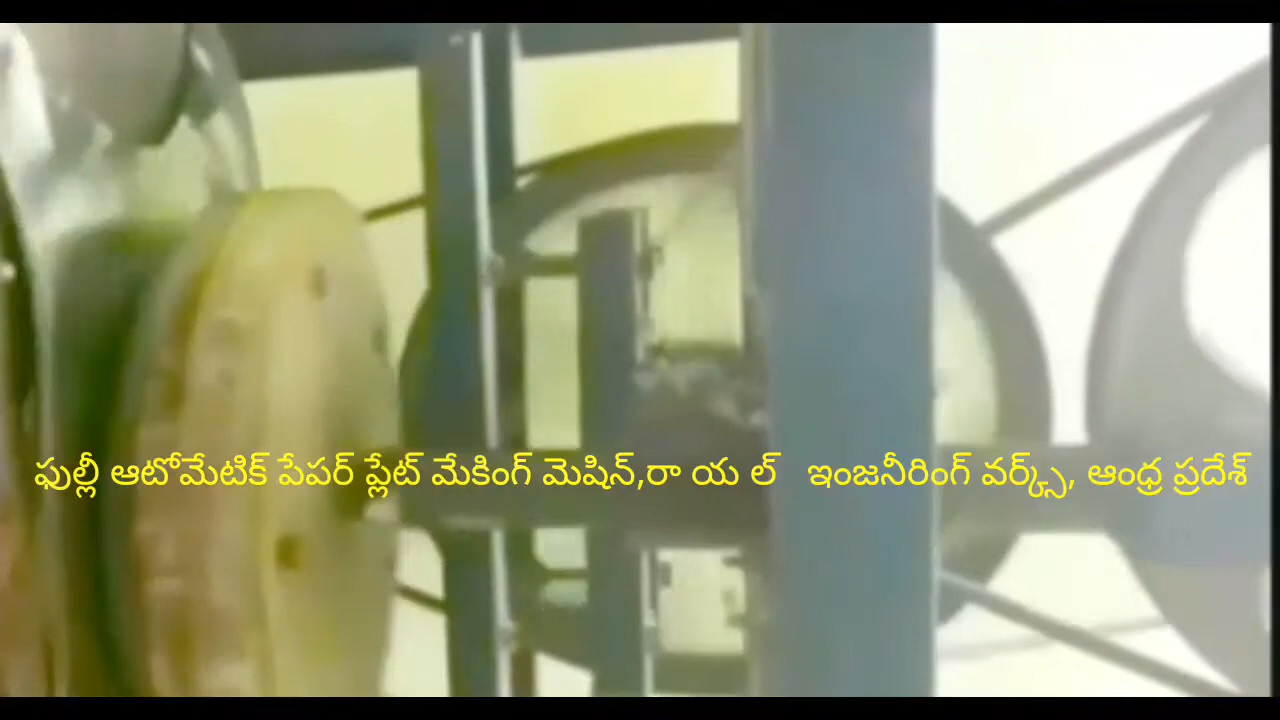 ఫుల్లీ ఆటోమేటిక్ పేపర్ ప్లేట్ మేకింగ్ మెషిన్,రా య ల్ ఇంజనీరింగ్ వర్క్స్, ఆంధ్ర ప్రదేశ్